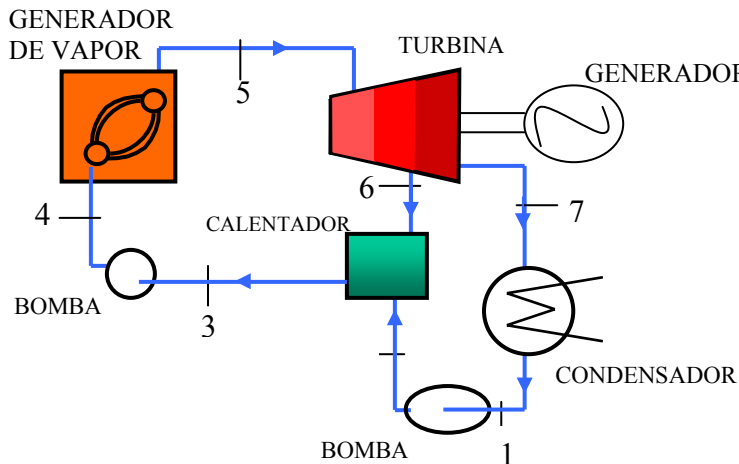 GENERADOR
DE VAPOR
TURBINA
GENERADOR
5
6
7
4
CALENTADOR
BOMBA
3
CONDENSADOR
BOMBA
1